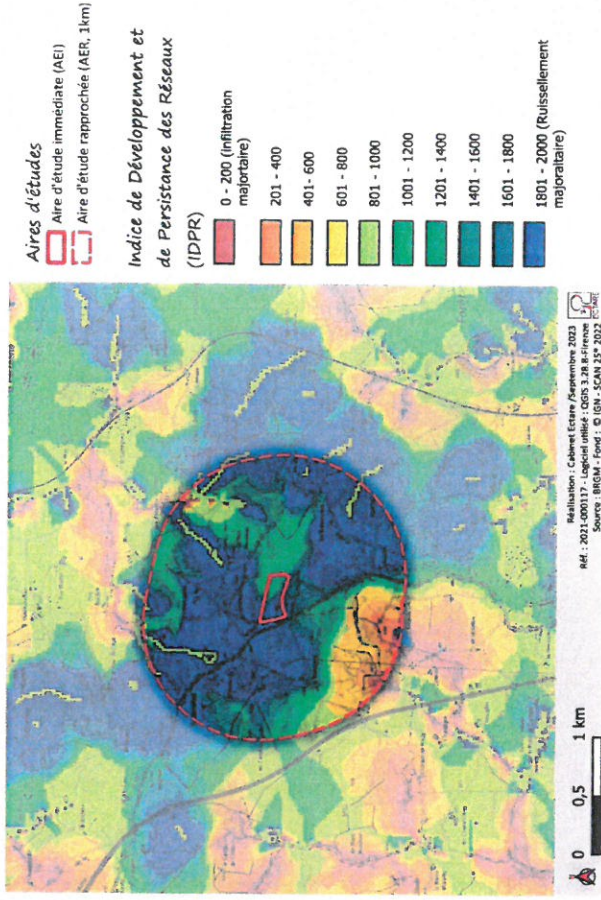 Aires d'études
Aire d'étude immédiate (AEI)
Aire d'étude rapprochée (AER, 1km)
Indice de Développement et
de Persistance des Réseaux
(IDPR)
0 - 200 (Infiltration
majortaire)
201 - 400
401- 600
601 - 800
801 - 1000
1001 - 1200
1201 - 1400
1401 - 1600
1601 - 1800
1801 - 2000 (Ruissellement
majoraltaire)
0 0,5 1 km
Réalisation : Cabinet Ectare /Septembre 2023
Réf. : 2021-000117 - Logiciel utilisé : QGIS 3.28.8-Firenze
Source : BRGM - Fond : © IGN - SCAN 25® 2022
ECTARE